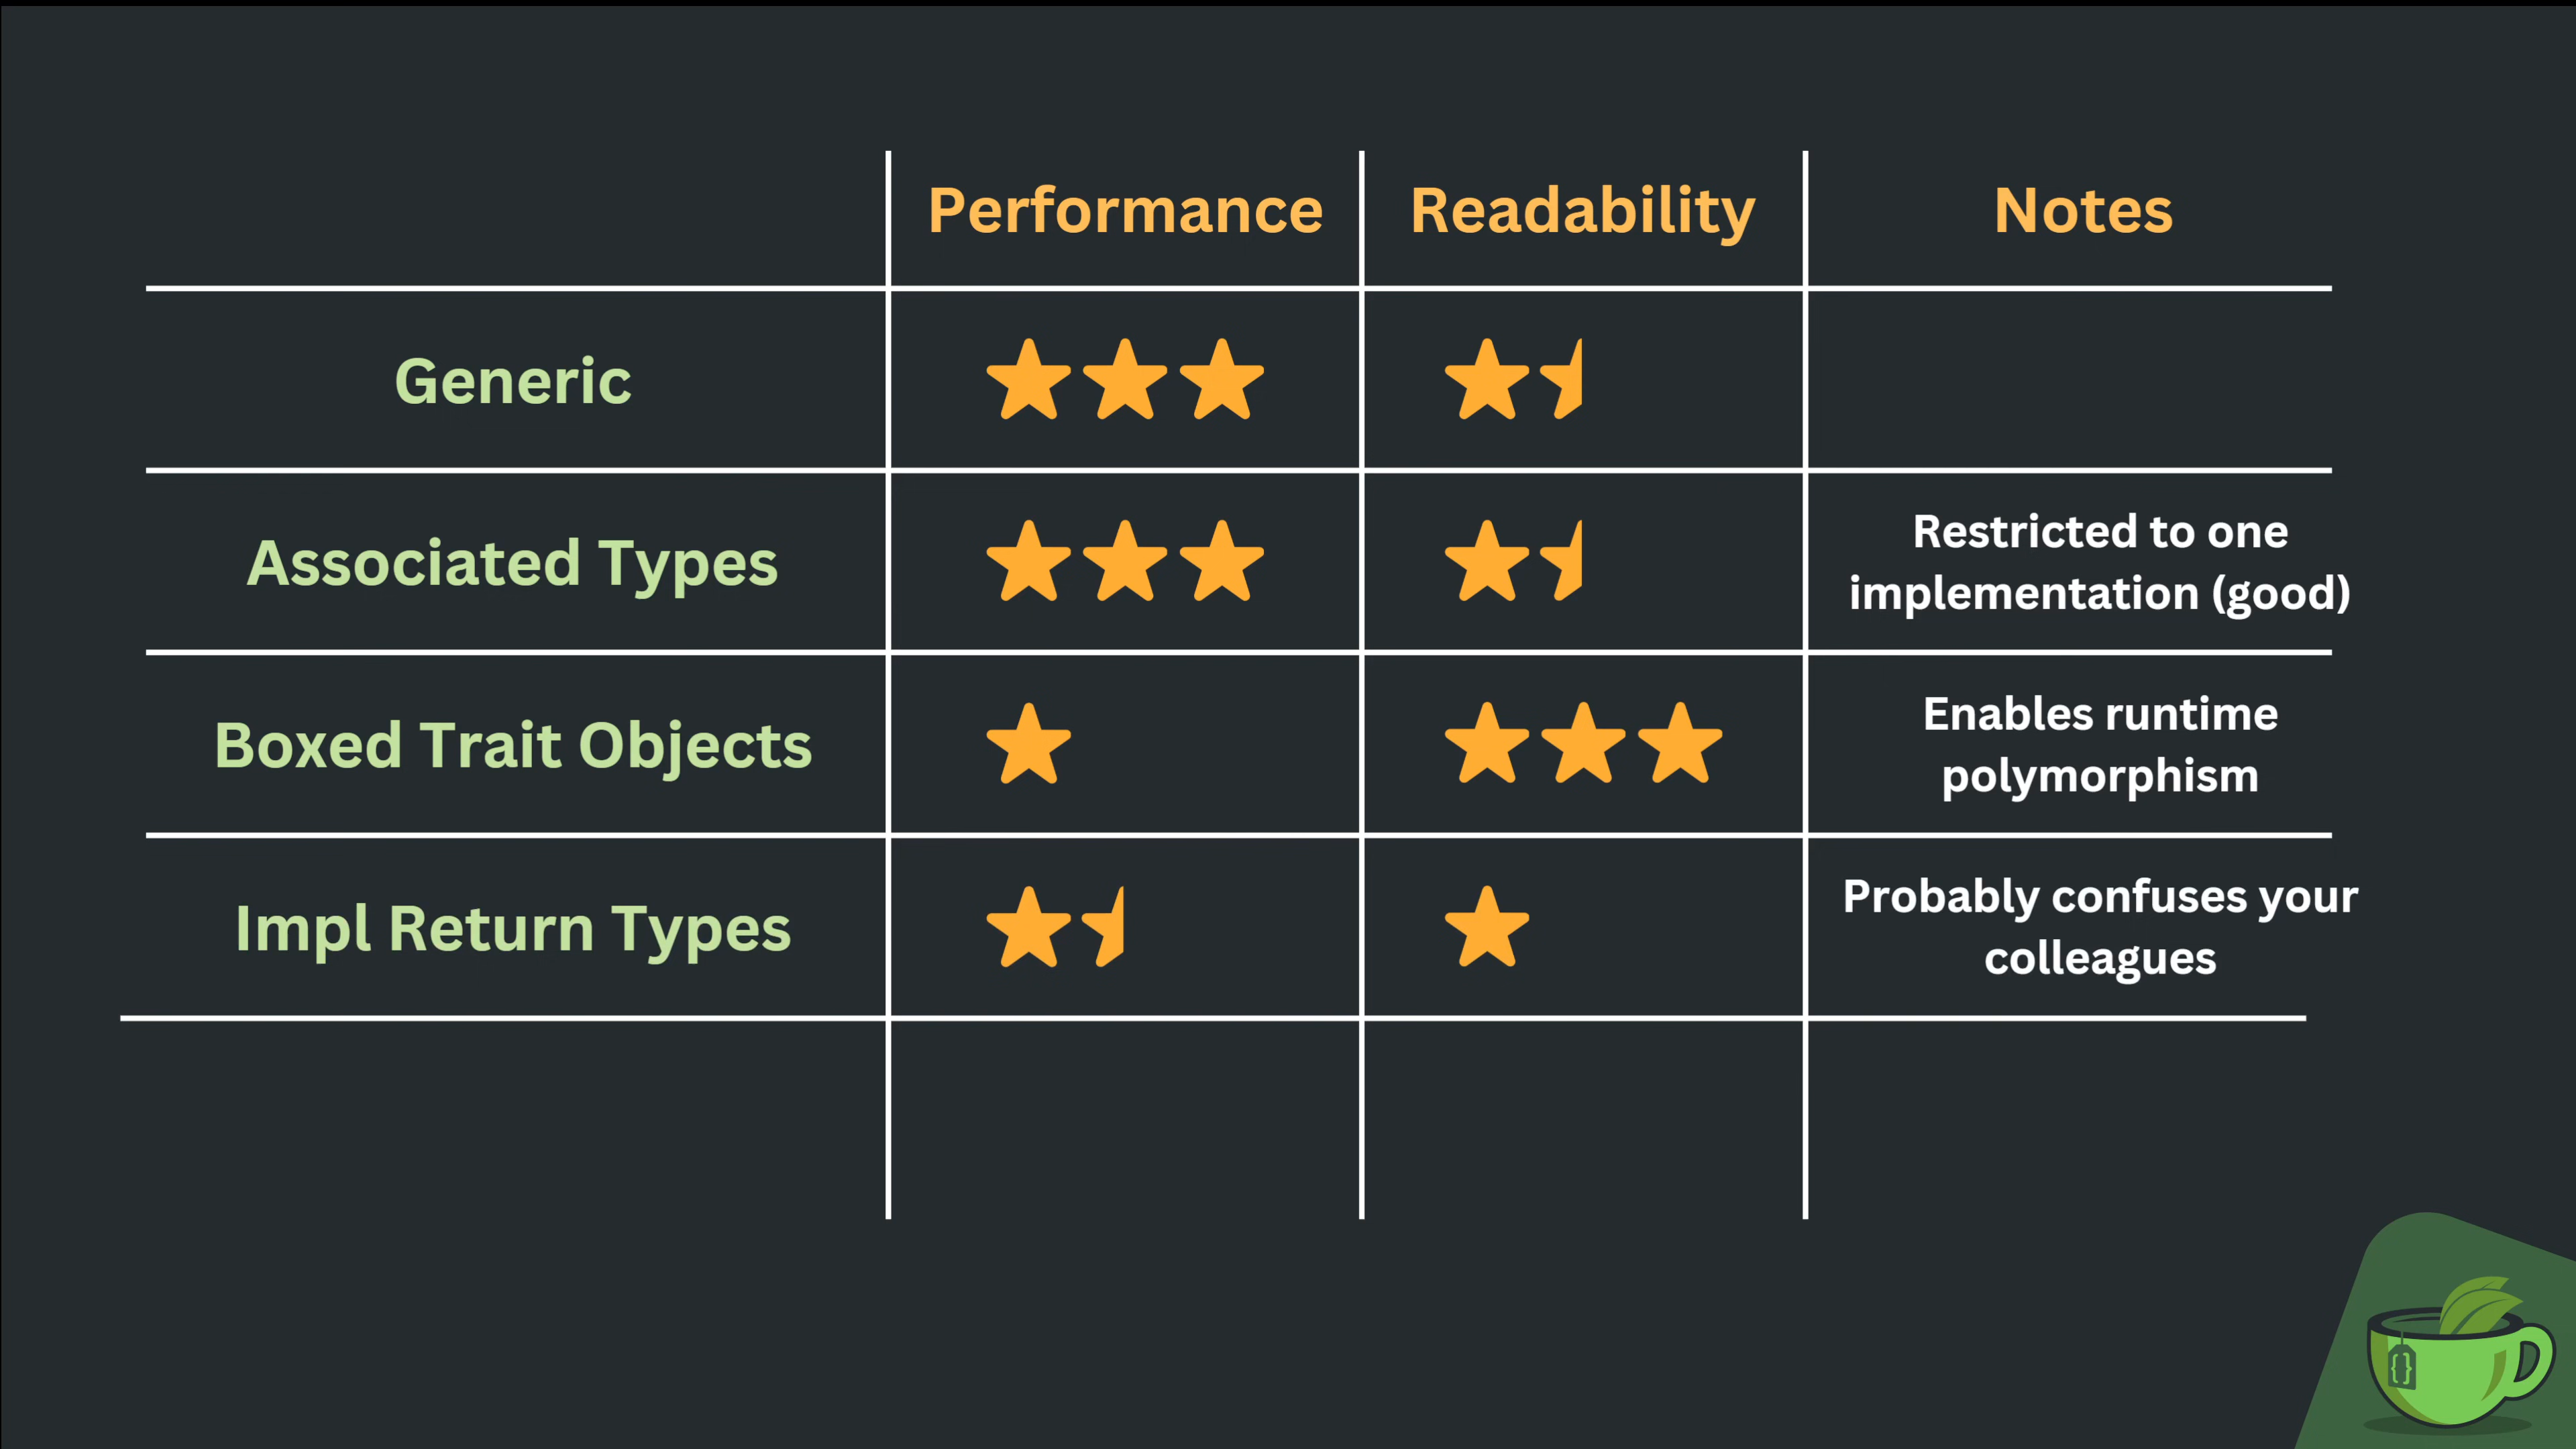 Performance
Readability
Notes
Generic
Associated Types
Restricted to one
implementation (good)
Boxed Trait Objects
Enables runtime
polymorphism
Impl Return Types
Probably confuses your
colleagues
{}